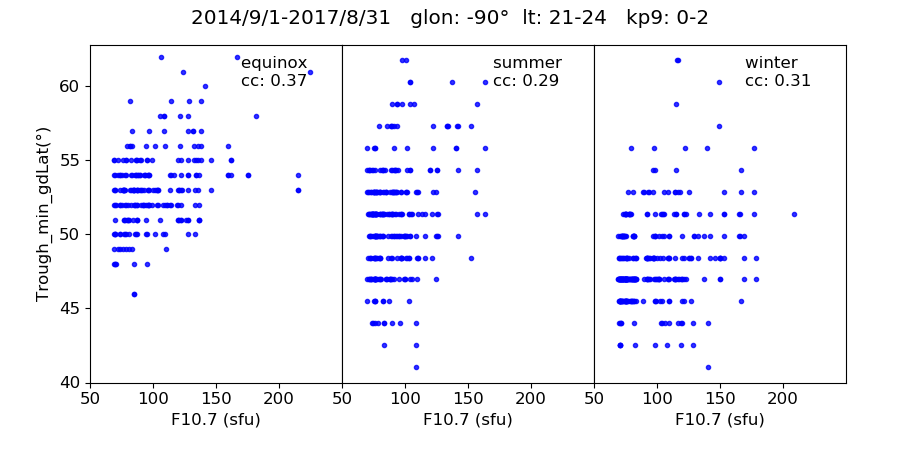 2014/9/1-2017/8/31   glon: -90°  lt: 21-24   kp9: 0-2
equinox
cc: 0.37
summer
cc: 0.29
winter
cc: 0.31
Trough_min_gdLat(°)
60
55
50
45
40
50 100 150 200
50 100 150 200
50 100 150 200
F10.7 (sfu)
F10.7 (sfu)
F10.7 (sfu)